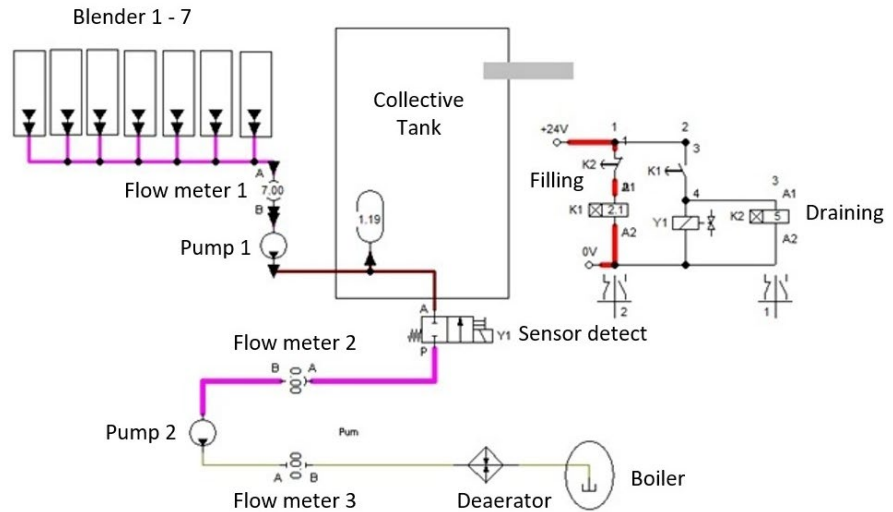 Blender 1 - 7
Collective
Tank
+24V
1
2
1
3
K2
K1
Filling
Flow meter 1
A
7.00
B
1.19
K1
2.1
A2
4
Y1
3
A1
K2
5
A2
Draining
Pump 1
0V
2
1
A
Y1
P
Sensor detect
Flow meter 2
B
A
Pump 2
Pum
A
B
Flow meter 3
Deaerator
Boiler